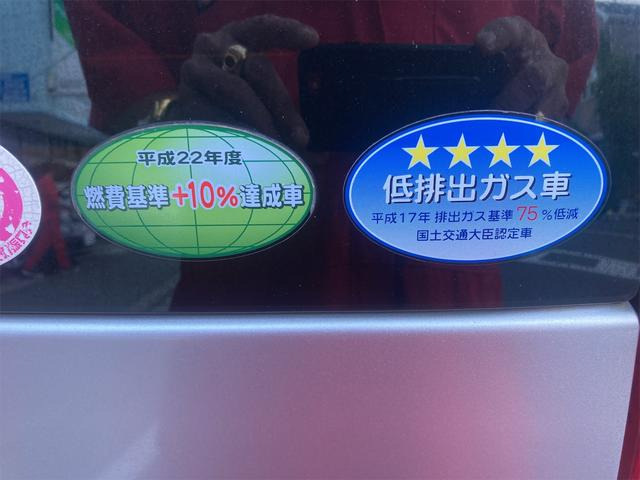 平成22年度
燃費基準+10%達成車
低排出ガス車
平成17年 排出ガス基準 75 %低減
国土交通大臣認定車